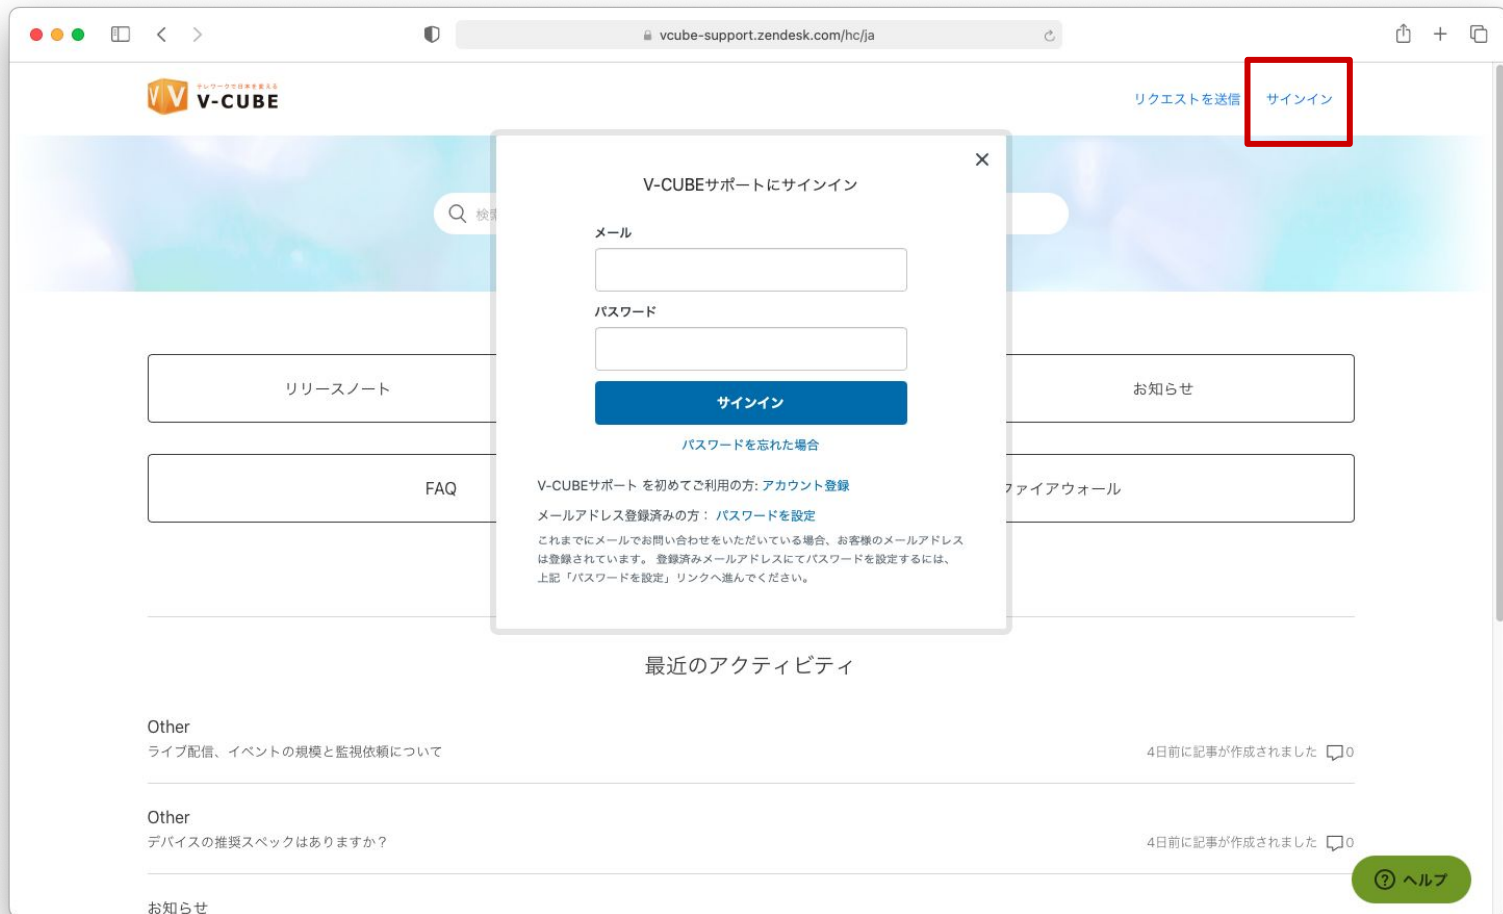 vcube-support.zendesk.com/hc/ja
テレワークで日本を変える
V-CUBE
リクエストを送信
サインイン
V-CUBEサポートにサインイン
検索
メール
パスワード
サインイン
パスワードを忘れた場合
V-CUBEサポート を初めてご利用の方: アカウント登録
メールアドレス登録済みの方： パスワードを設定
これまでにメールでお問い合わせをいただいている場合、お客様のメールアドレス
は登録されています。 登録済みメールアドレスにてパスワードを設定するには、
上記「パスワードを設定」リンクへ進んでください。
リリースノート
お知らせ
FAQ
ファイアウォール
最近のアクティビティ
Other
ライブ配信、イベントの規模と監視依頼について
4日前に記事が作成されました 0
Other
デバイスの推奨スペックはありますか？
4日前に記事が作成されました 0
お知らせ
ヘルプ